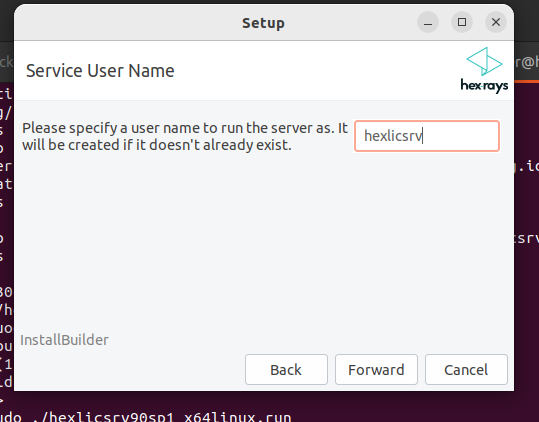 Setup
Service User Name
hex-rays
Please specify a user name to run the server as. It
will be created if it doesn't already exist.
hexlicsrv
InstallBuilder
Back
Forward
Cancel
udo ./hexlicsrv90sp1_x64linux.run